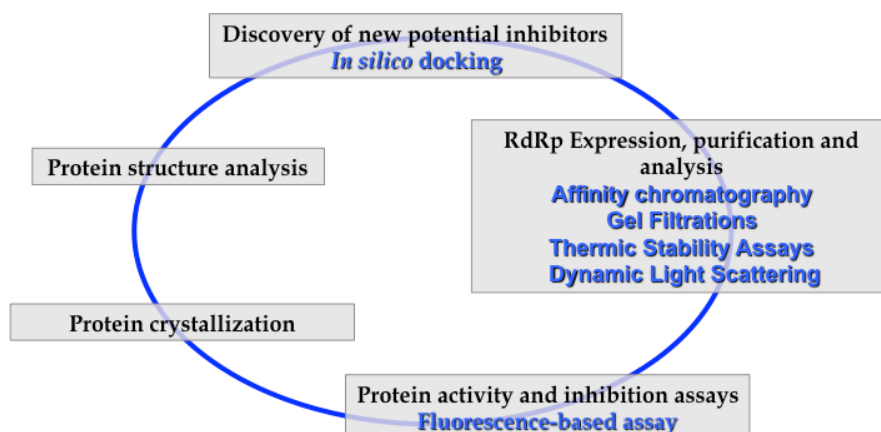 Discovery of new potential inhibitors
In silico docking
RdRp Expression, purification and
analysis
Affinity chromatography
Gel Filtrations
Thermic Stability Assays
Dynamic Light Scattering
Protein structure analysis
Protein crystallization
Protein activity and inhibition assays
Fluorescence-based assay